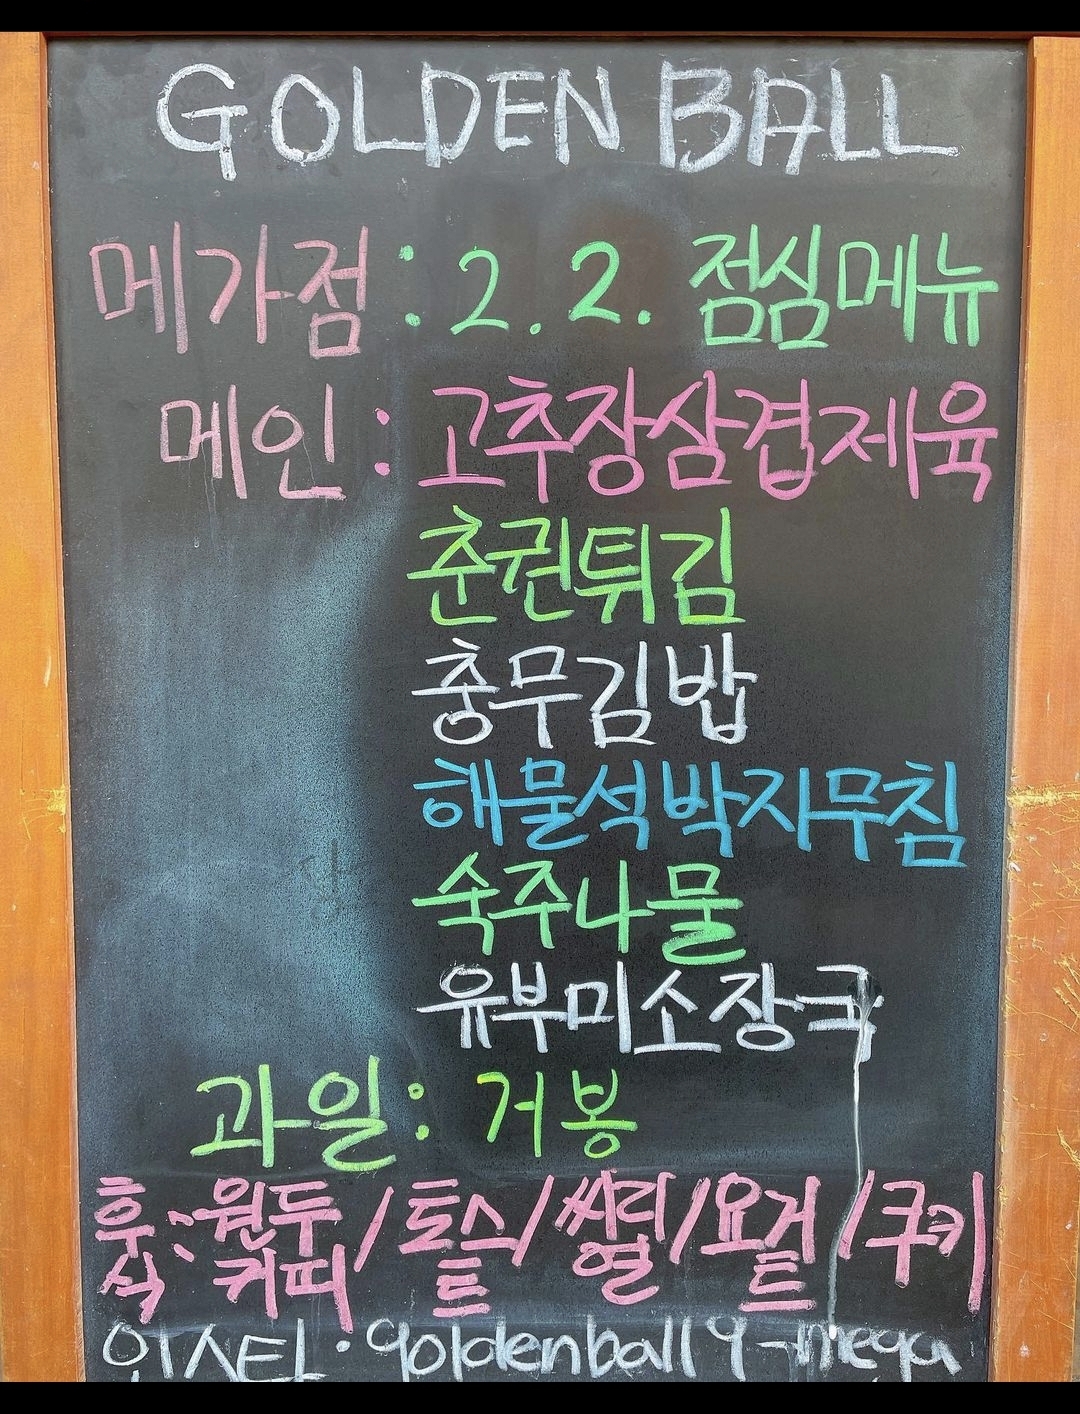 GOLDEN BALL
메가점 : 2.2. 점심메뉴
메인 : 고추장삼겹제육
춘권튀김
충무김밥
해물석박지무침
숙주나물
유부미소장국
과일 : 거봉
후식 : 원두커피 / 토스트 / 씨리얼 / 요거트 / 쿠키
인스타 : goldenball9-mega